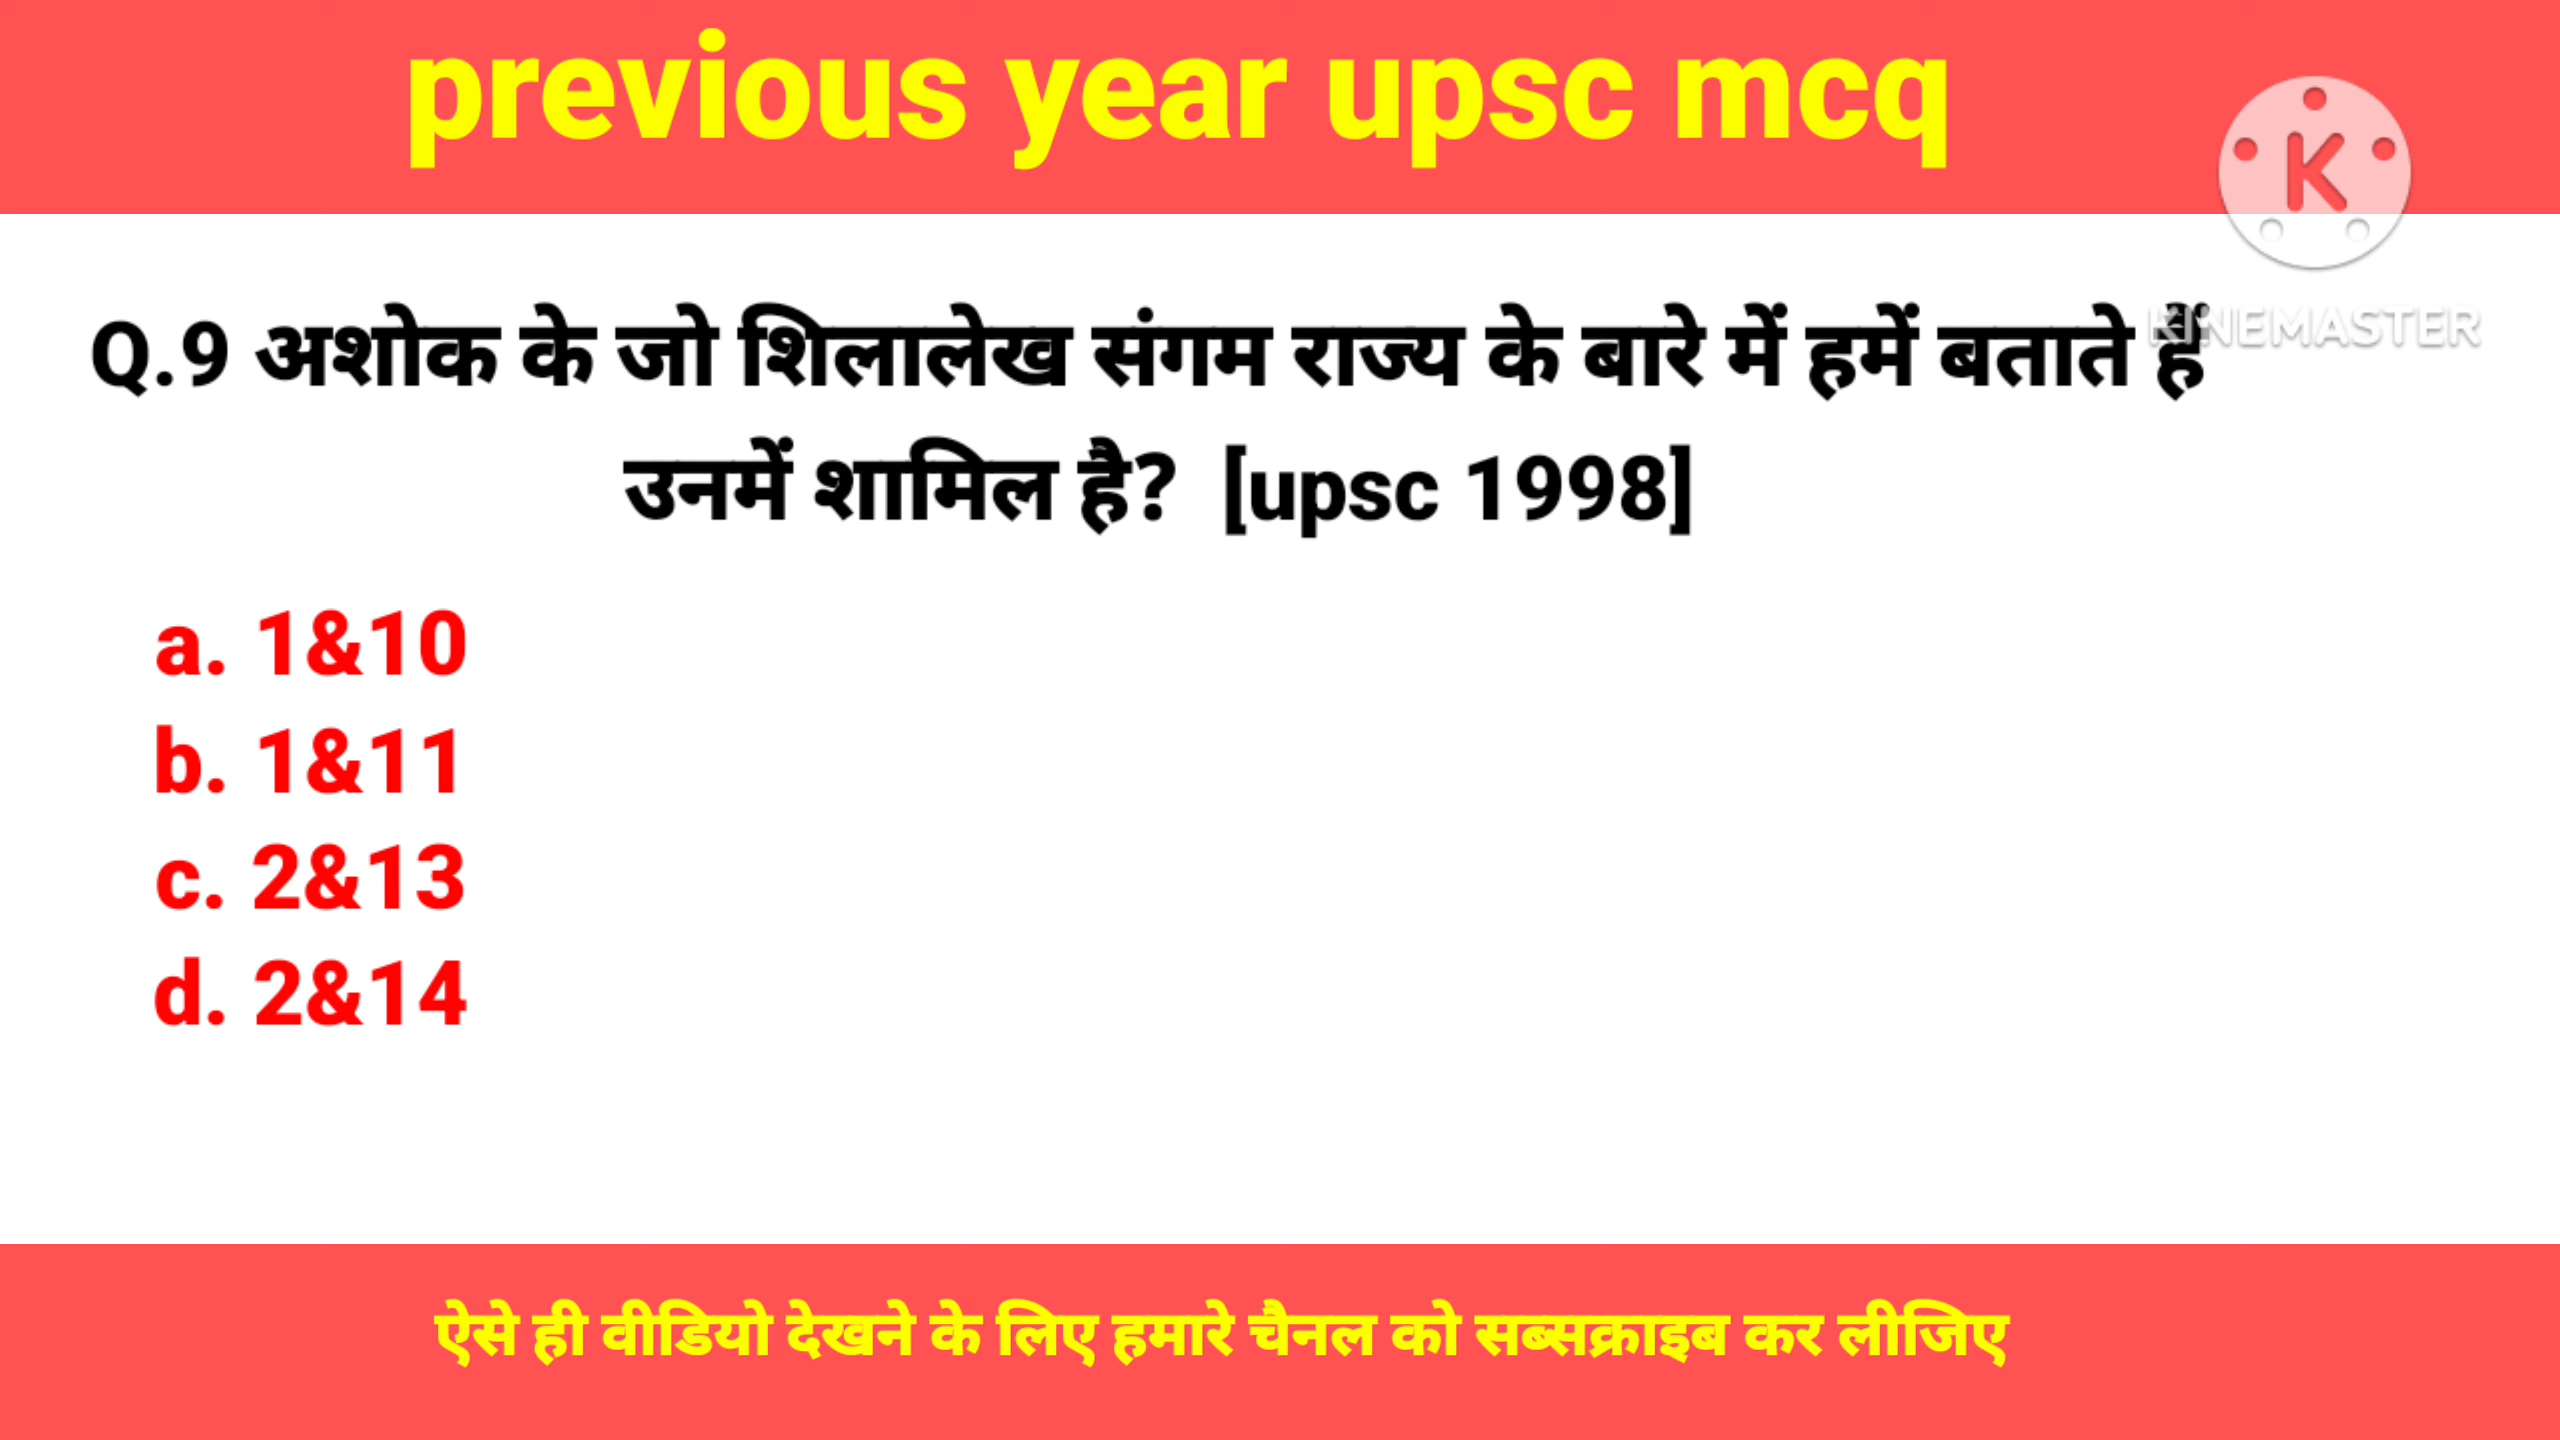 previous year upsc mcq
K
KINEMASTER
Q.9 अशोक के जो शिलालेख संगम राज्य के बारे में हमें बताते हैं
उनमें शामिल है? [upsc 1998]
a. 1&10
b. 1&11
c. 2&13
d. 2&14
ऐसे ही वीडियो देखने के लिए हमारे चैनल को सब्सक्राइब कर लीजिए